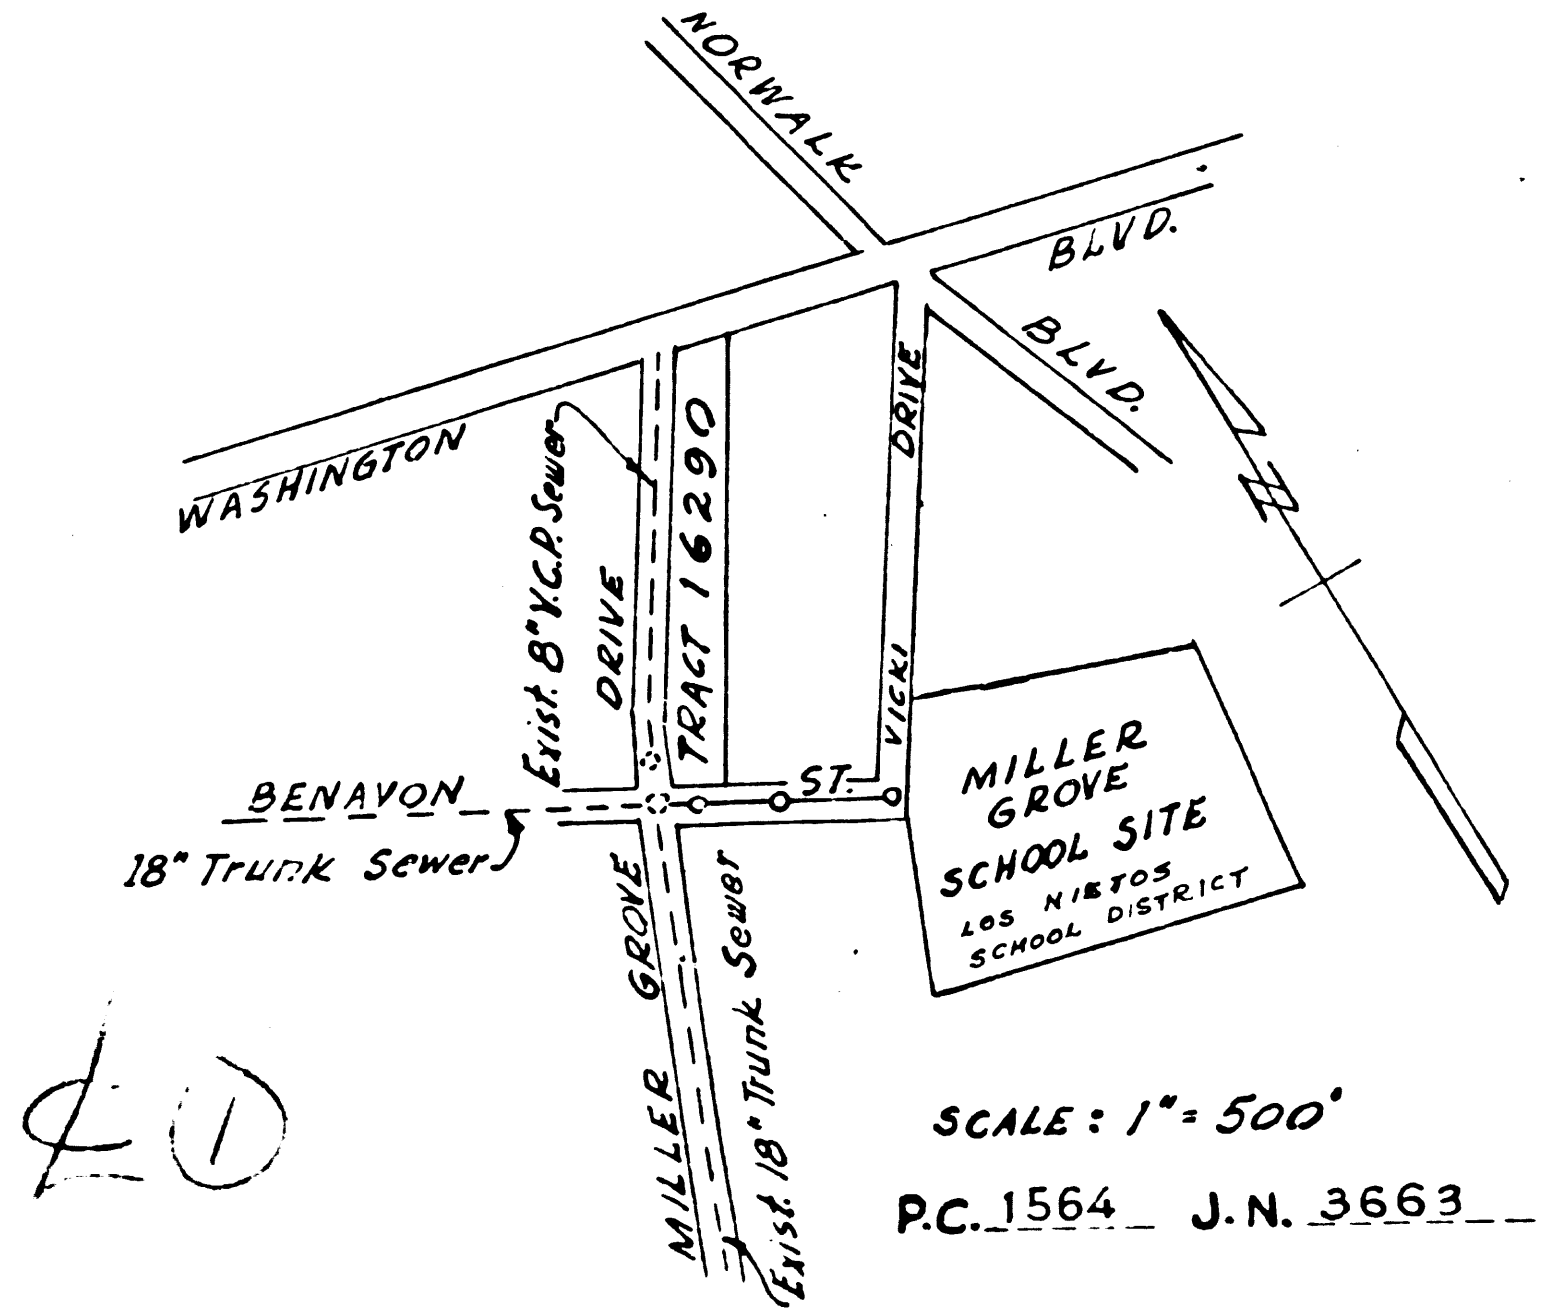 NORWALK
BLVD.
BLVD.
WASHINGTON
DRIVE
Exist. 8" V.C.P. Sewer
DRIVE
TRACT 16290
VICKI
N
BENAVON
ST.
18" Trunk Sewer
MILLER
GROVE
SCHOOL SITE
LOS NIETOS
SCHOOL DISTRICT
MILLER GROVE
Exist. 18" Trunk Sewer
1
SCALE: 1" = 500'
P.C. 1564 J.N. 3663